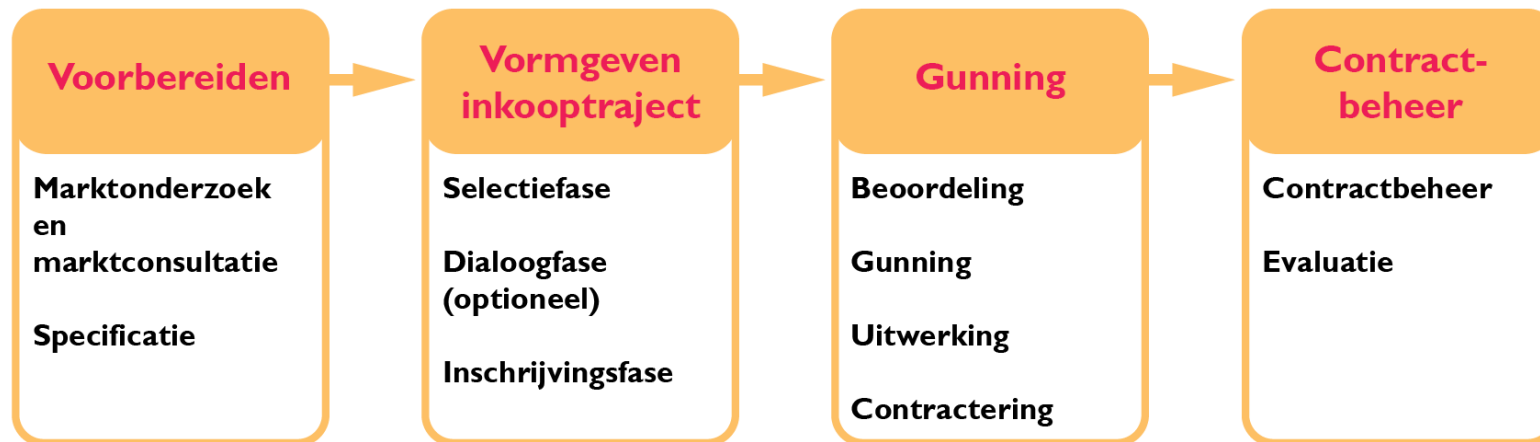 Voorbereiden
Marktonderzoek
en
marktconsultatie
Specificatie
Vormgeven
inkooptraject
Selectiefase
Dialoogfase
(optioneel)
Inschrijvingsfase
Gunning
Beoordeling
Gunning
Uitwerking
Contractering
Contract-
beheer
Contractbeheer
Evaluatie